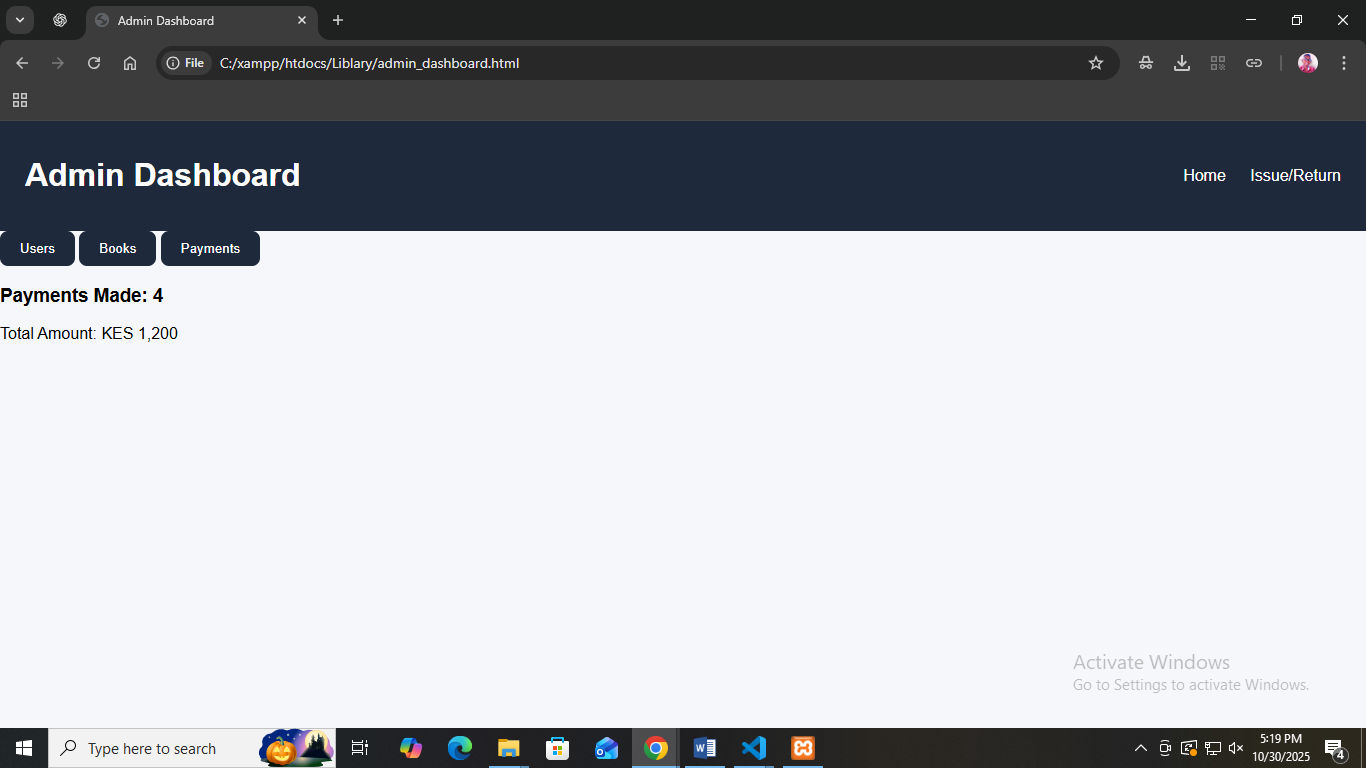 Admin Dashboard
File C:/xampp/htdocs/Liblary/admin_dashboard.html
Admin Dashboard
Home Issue/Return
Users Books Payments
Payments Made: 4
Total Amount: KES 1,200
Activate Windows
Go to Settings to activate Windows.
Type here to search
5:19 PM
10/30/2025
4